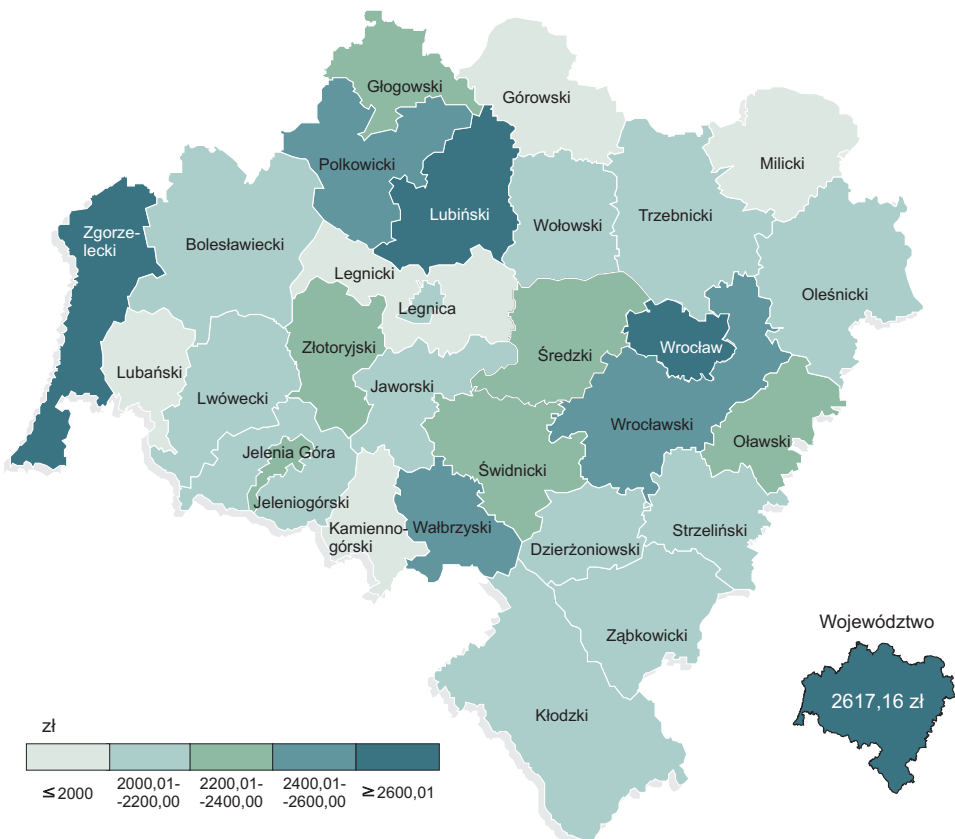 Głogowski
Górowski
Polkowicki
Milicki
Lubiński
Trzebnicki
Wołowski
Zgorze-
lecki
Bolesławiecki
Legnicki
Oleśnicki
Legnica
Złotoryjski
Średzki
Wrocław
Lubański
Jaworski
Lwówecki
Wrocławski
Oławski
Jelenia Góra
Świdnicki
Jeleniogórski
Kamienno-
górski
Wałbrzyski
Strzeliński
Dzierżoniowski
Ząbkowicki
Województwo
2617,16 zł
Kłodzki
zł
≤2000
2000,01-
-2200,00
2200,01-
-2400,00
2400,01-
-2600,00
≥2600,01